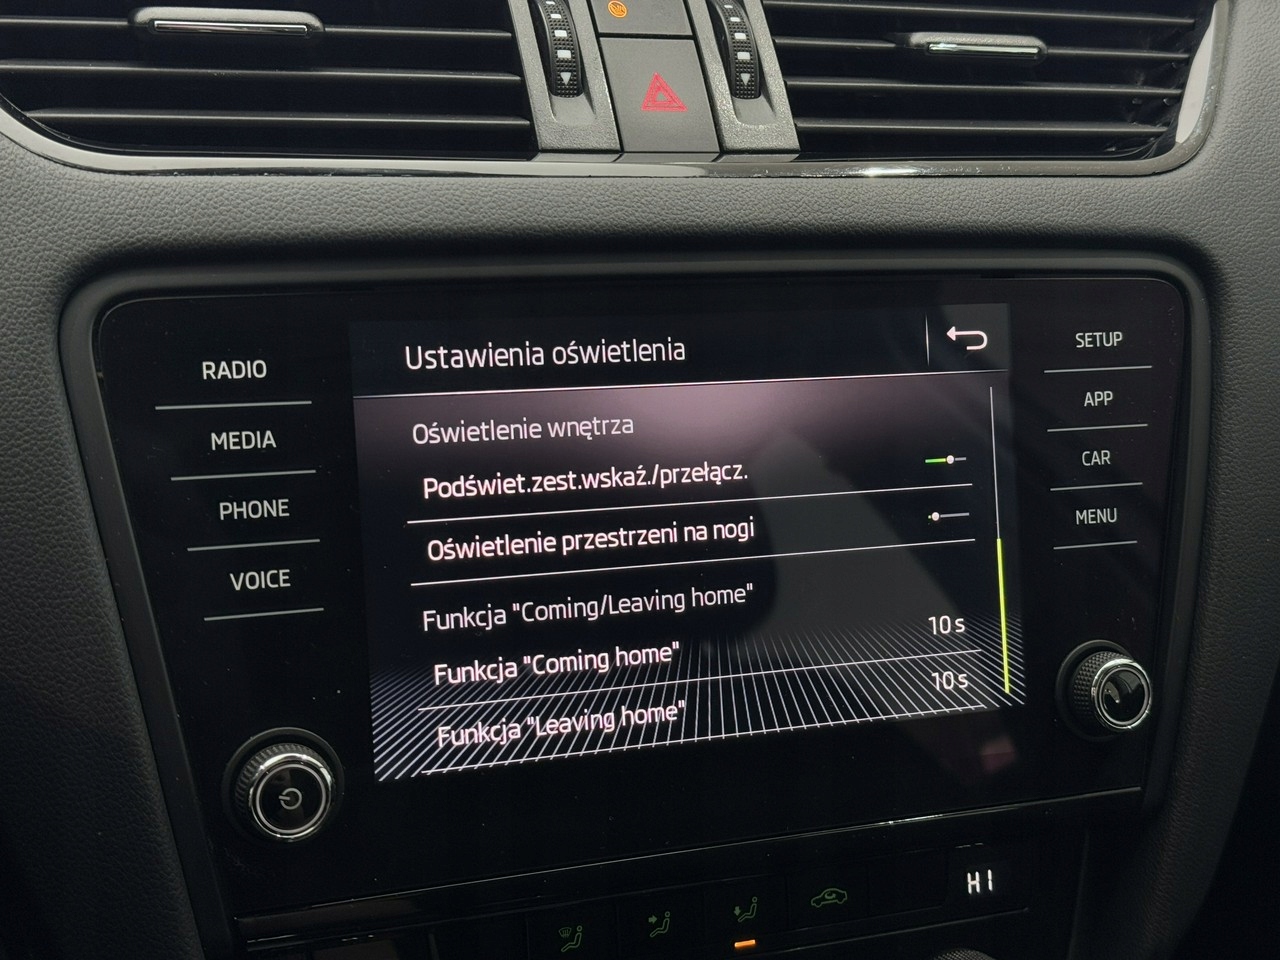 RADIO
MEDIA
PHONE
VOICE
Ustawienia oświetlenia
Oświetlenie wnętrza
Podświet.zest.wskaź./przełącz.
Oświetlenie przestrzeni na nogi
Funkcja "Coming/Leaving home"
Funkcja "Coming home" 10 s
Funkcja "Leaving home" 10 s
SETUP
APP
CAR
MENU
HI